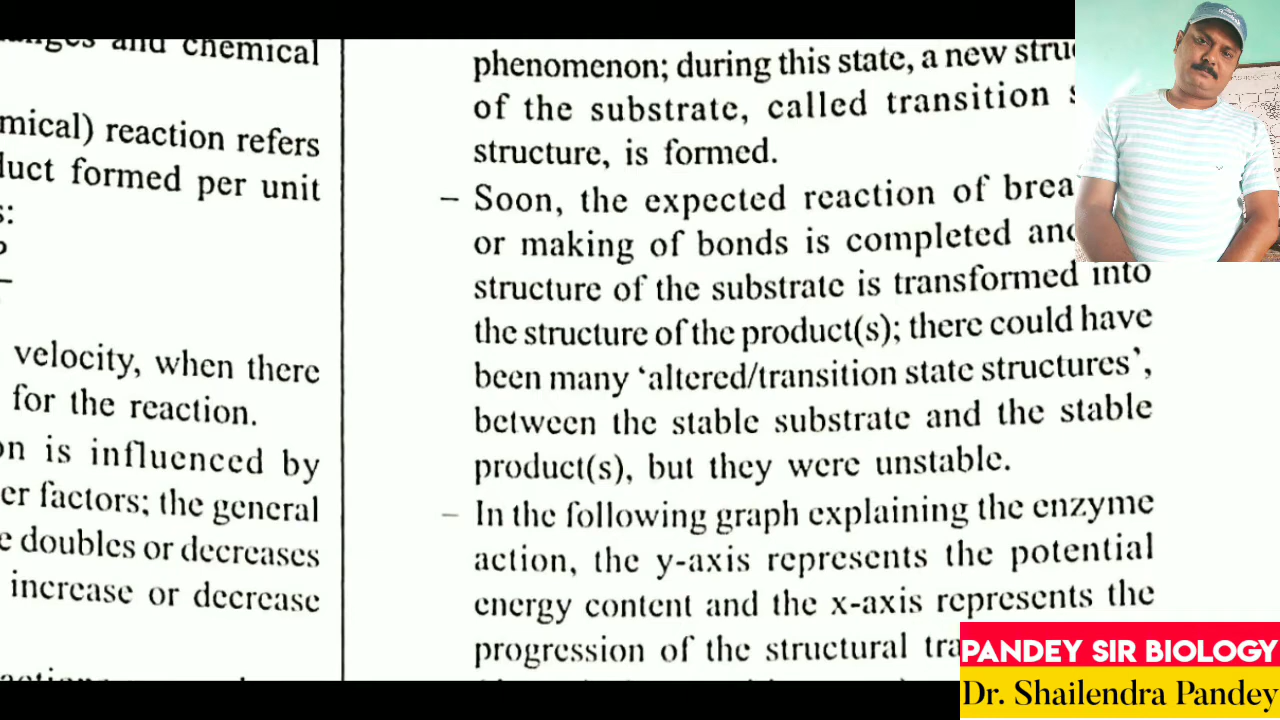 and chemical
mical) reaction refers
duct formed per unit
s:
velocity, when there
for the reaction.
on is influenced by
er factors; the general
e doubles or decreases
increase or decrease
phenomenon; during this state, a new struc
of the substrate, called transition s
structure, is formed.
– Soon, the expected reaction of brea
or making of bonds is completed and
structure of the substrate is transformed into
the structure of the product(s); there could have
been many ‘altered/transition state structures’,
between the stable substrate and the stable
product(s), but they were unstable.
– In the following graph explaining the enzyme
action, the y-axis represents the potential
energy content and the x-axis represents the
progression of the structural tra
PANDEY SIR BIOLOGY
Dr. Shailendra Pandey